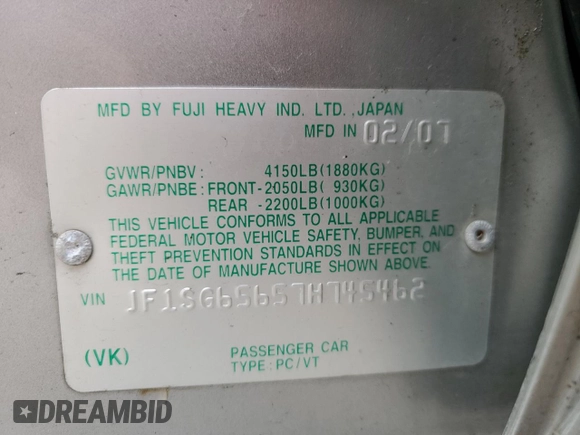 MFD BY FUJI HEAVY IND. LTD., JAPAN
MFD IN 02/07
GVWR/PNBV: 4150LB(1880KG)
GAWR/PNBE: FRONT-2050LB( 930KG)
REAR -2200LB(1000KG)
THIS VEHICLE CONFORMS TO ALL APPLICABLE
FEDERAL MOTOR VEHICLE SAFETY, BUMPER, AND
THEFT PREVENTION STANDARDS IN EFFECT ON
THE DATE OF MANUFACTURE SHOWN ABOVE.
VIN JF1SG65657H745462
(VK) PASSENGER CAR
TYPE: PC/VT
DREAMBID